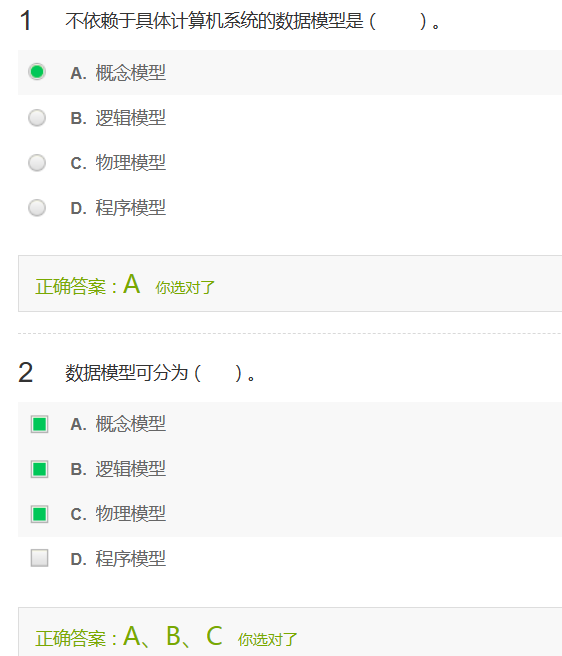 1 不依赖于具体计算机系统的数据模型是（　　）。
A. 概念模型
B. 逻辑模型
C. 物理模型
D. 程序模型
正确答案：A 你选对了
2 数据模型可分为（　　）。
A. 概念模型
B. 逻辑模型
C. 物理模型
D. 程序模型
正确答案：A、B、C 你选对了